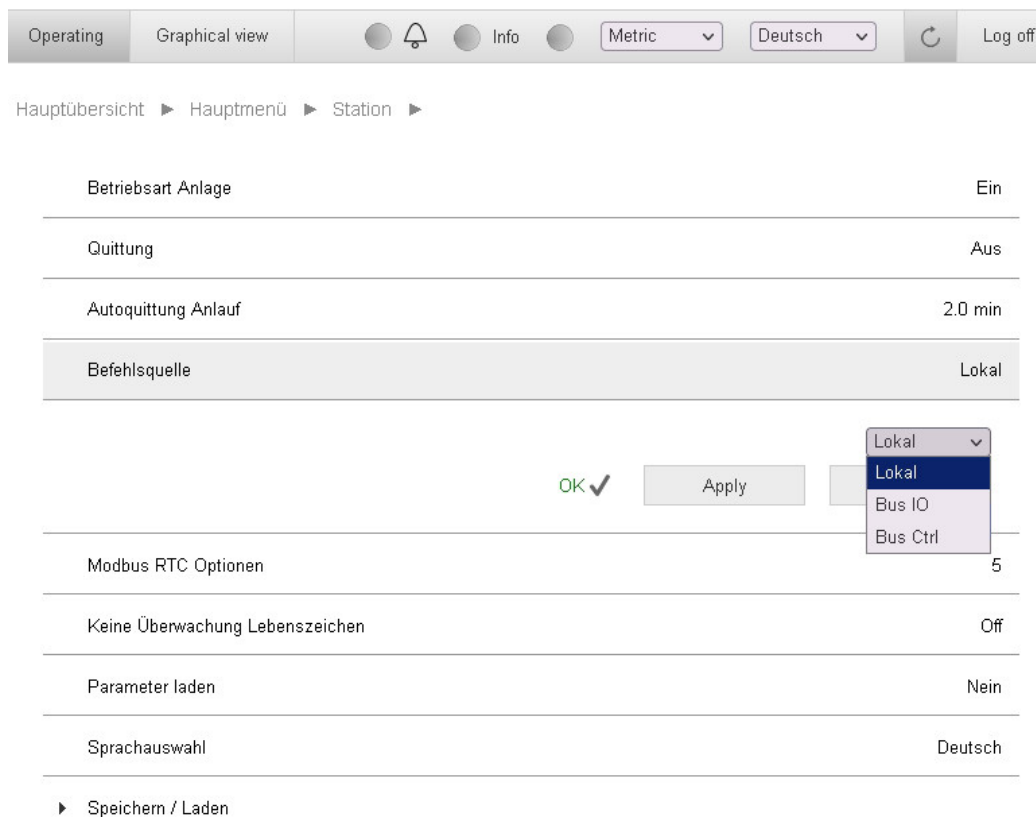 Operating Graphical view Info Metric Deutsch Log off
Hauptübersicht ► Hauptmenü ► Station ►
Betriebsart Anlage Ein
Quittung Aus
Autoquittung Anlauf 2.0 min
Befehlsquelle Lokal
Lokal
OK Apply Lokal
Bus IO
Bus Ctrl
Modbus RTC Optionen 5
Keine Überwachung Lebenszeichen Off
Parameter laden Nein
Sprachauswahl Deutsch
Speichern / Laden